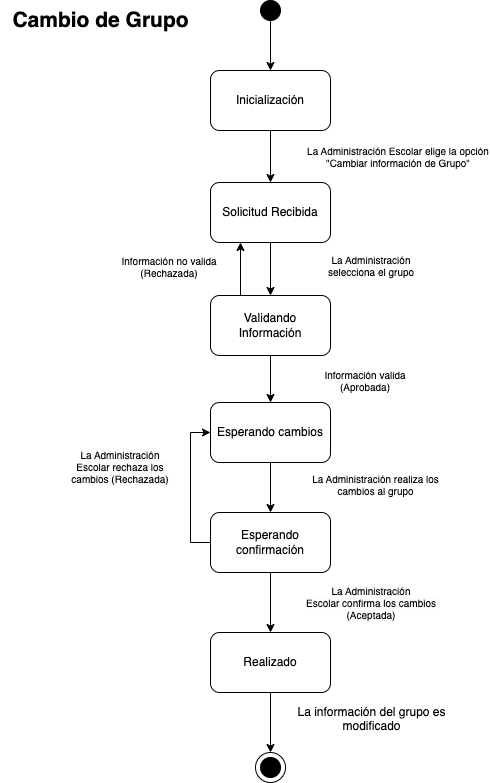 Cambio de Grupo
Inicialización
La Administración Escolar elige la opción
"Cambiar información de Grupo"
Solicitud Recibida
Información no valida
(Rechazada)
La Administración
selecciona el grupo
Validando
Información
Información valida
(Aprobada)
Esperando cambios
La Administración
Escolar rechaza los
cambios (Rechazada)
La Administración realiza los
cambios al grupo
Esperando
confirmación
La Administración
Escolar confirma los cambios
(Aceptada)
Realizado
La información del grupo es
modificado